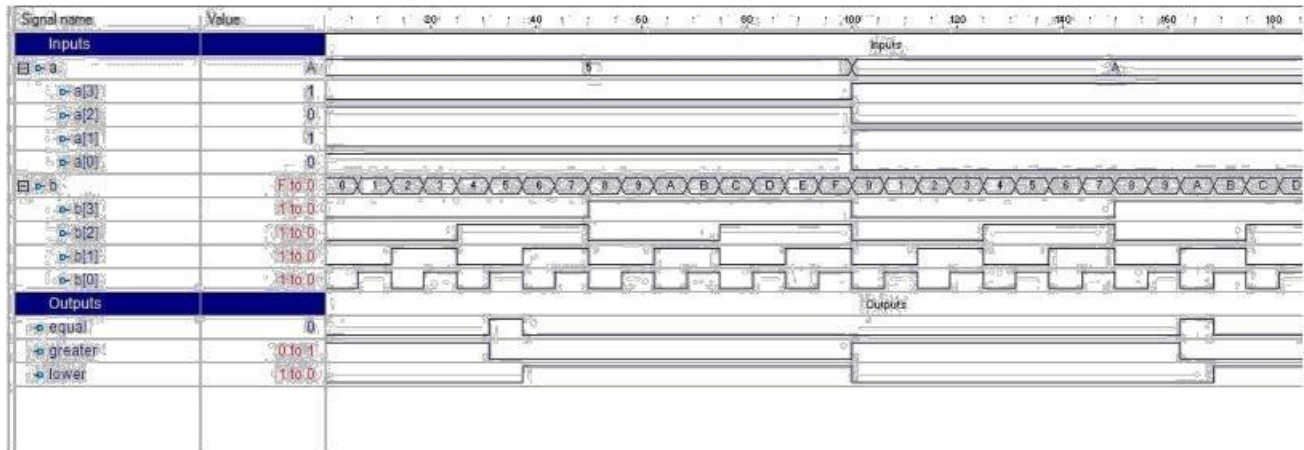 Signal name Value 20 40 60 80 100 120 140 160 180
Inputs Inputs
a A 5 A
a[3] 1
a[2] 0
a[1] 1
a[0] 0
b F to 0 0 1 2 3 4 5 6 7 8 9 A B C D E F 0 1 2 3 4 5 6 7 8 9 A B C D
b[3] 1 to 0
b[2] 1 to 0
b[1] 1 to 0
b[0] 1 to 0
Outputs Outputs
equal 0
greater 0 to 1
lower 1 to 0